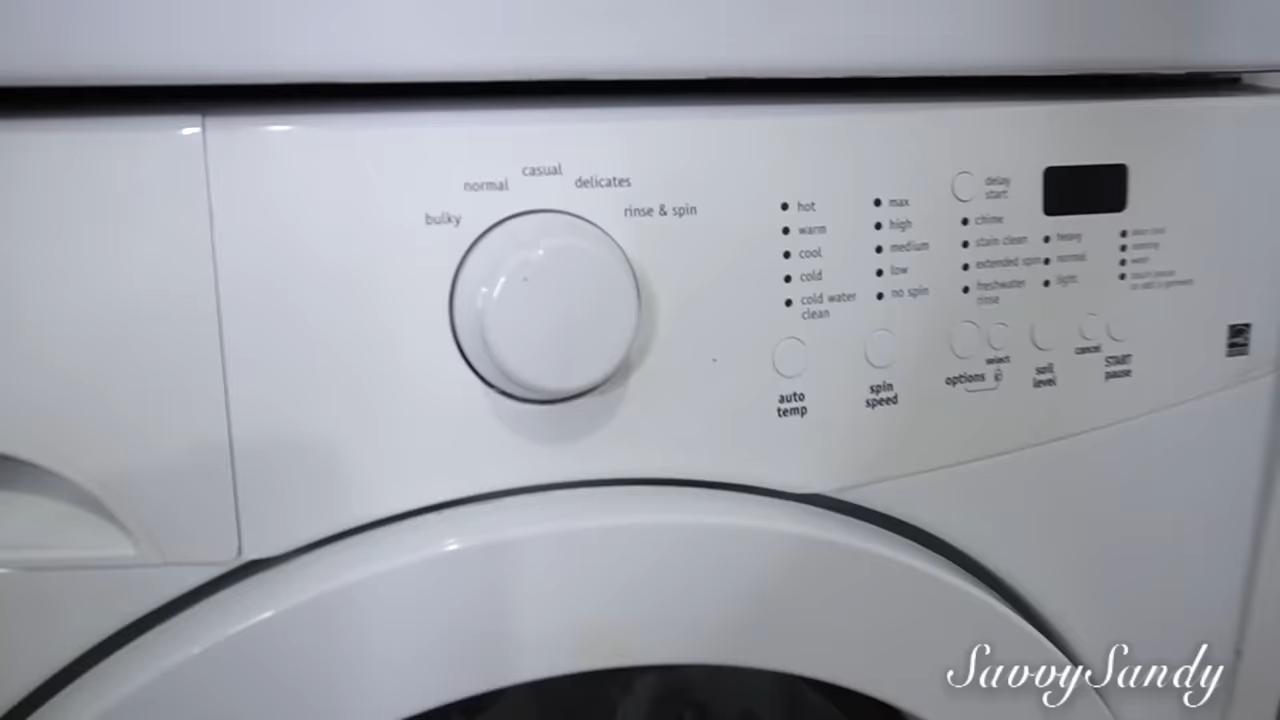 casual
normal
delicates
bulky
rinse & spin
hot
warm
cool
cold
cold water
clean
auto
temp
max
high
medium
low
no spin
spin
speed
delay
start
chime
stain clean
extended spin
freshwater
rinse
options
select
heavy
normal
light
soil
level
cancel
START
pause
SavvySandy